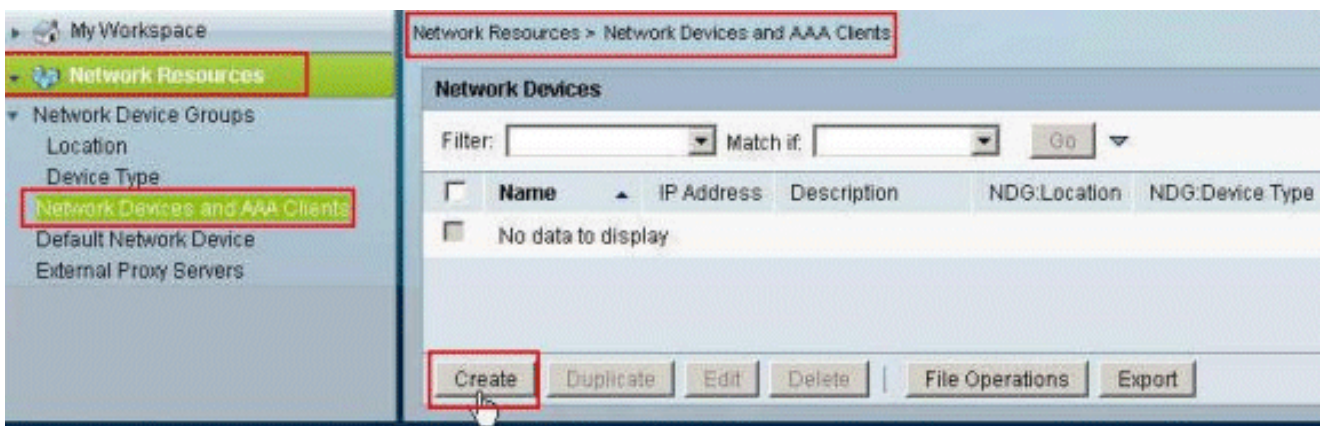 My Workspace
Network Resources
Network Device Groups
Location
Device Type
Network Devices and AAA Clients
Default Network Device
External Proxy Servers
Network Resources > Network Devices and AAA Clients
Network Devices
Filter: Match if: Go
Name IP Address Description NDG:Location NDG:Device Type
No data to display
Create Duplicate Edit Delete | File Operations Export